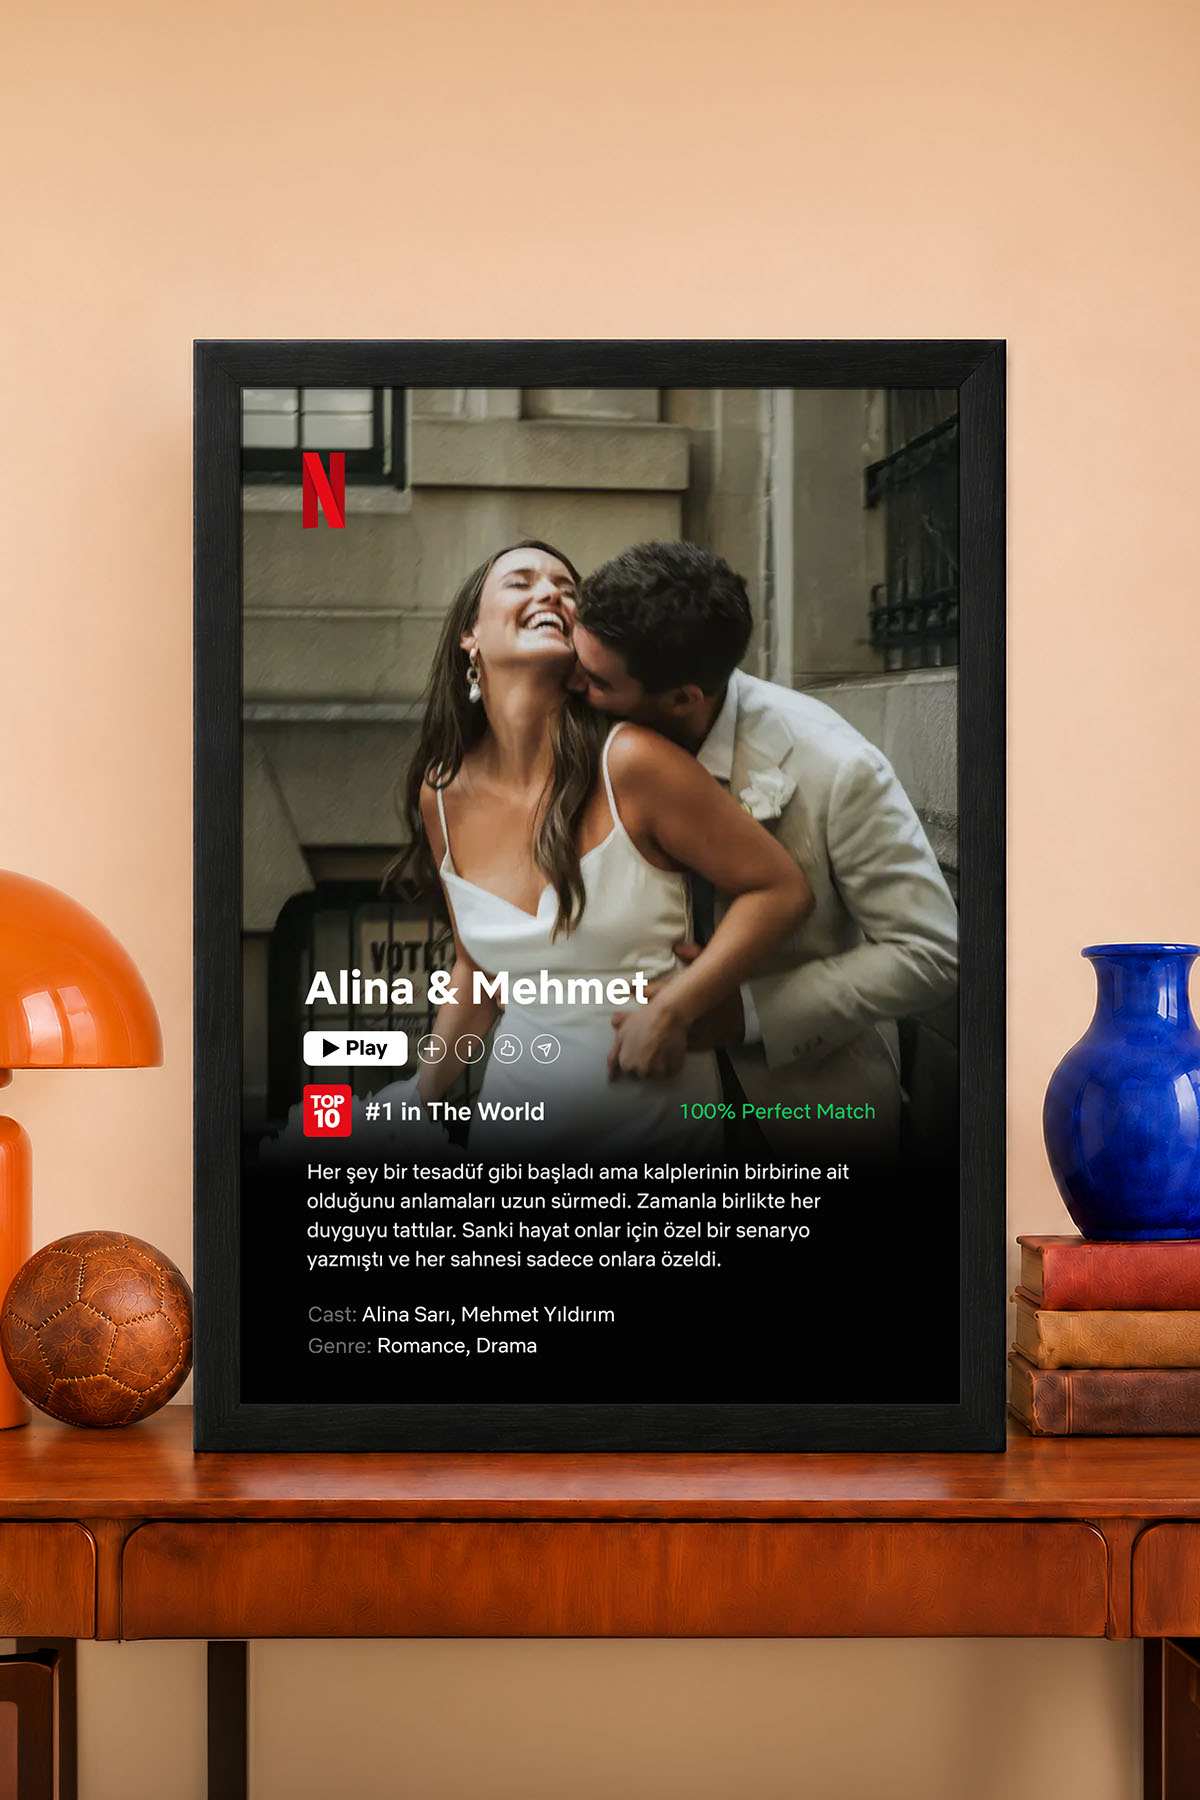 N
VOTE
Alina & Mehmet
Play
TOP
10
#1 in The World
100% Perfect Match
Her şey bir tesadüf gibi başladı ama kalplerinin birbirine ait
olduğunu anlamaları uzun sürmedi. Zamanla birlikte her
duyguyu tattılar. Sanki hayat onlar için özel bir senaryo
yazmıştı ve her sahnesi sadece onlara özeldi.
Cast: Alina Sarı, Mehmet Yıldırım
Genre: Romance, Drama